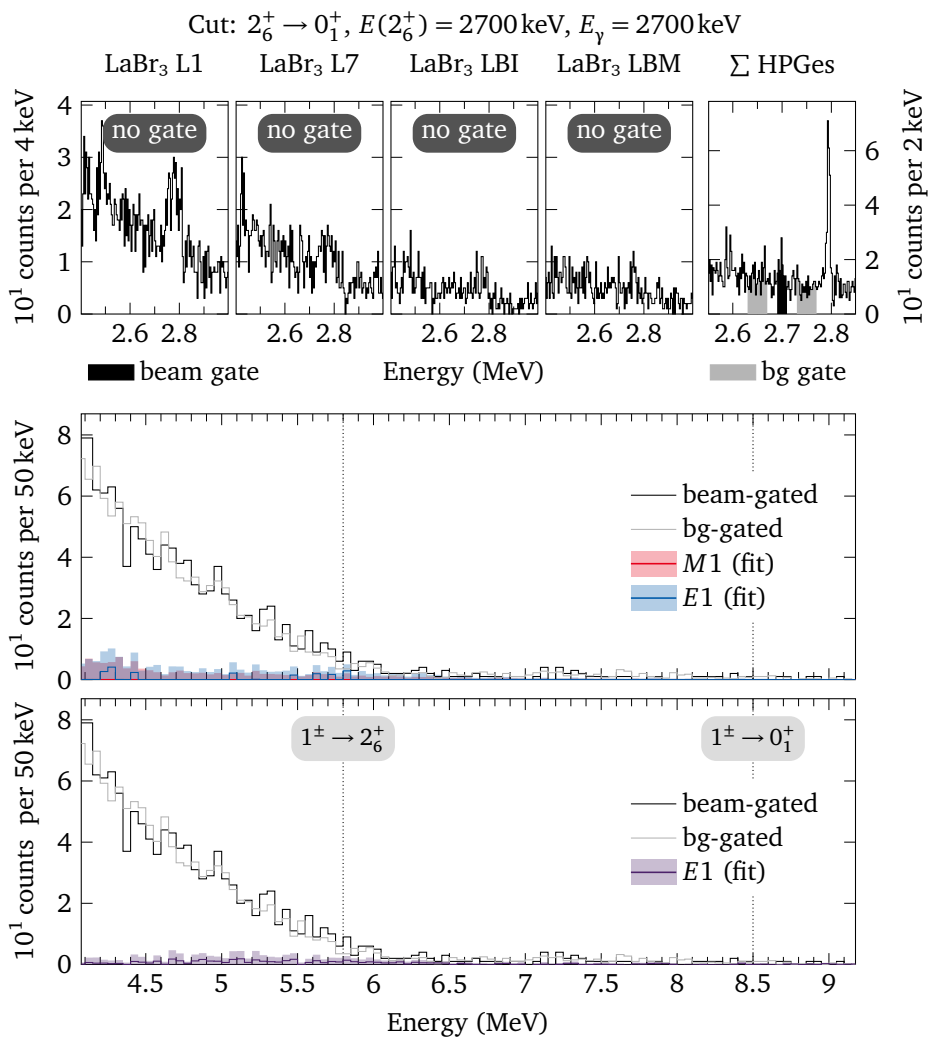 Cut: 2₆⁺ → 0₁⁺, E(2₆⁺) = 2700 keV, Eγ = 2700 keV
LaBr₃ L1 LaBr₃ L7 LaBr₃ LBI LaBr₃ LBM ∑ HPGes
no gate no gate no gate no gate
10¹ counts per 4 keV
4
3
2
1
0
10¹ counts per 2 keV
6
4
2
0
2.6 2.8 2.6 2.8 2.6 2.8 2.6 2.8 2.6 2.7 2.8
beam gate Energy (MeV) bg gate
10¹ counts per 50 keV
8
6
4
2
0
beam-gated
bg-gated
M1 (fit)
E1 (fit)
10¹ counts per 50 keV
8
6
4
2
0
1± → 2₆⁺ 1± → 0₁⁺
beam-gated
bg-gated
E1 (fit)
4.5 5 5.5 6 6.5 7 7.5 8 8.5 9
Energy (MeV)